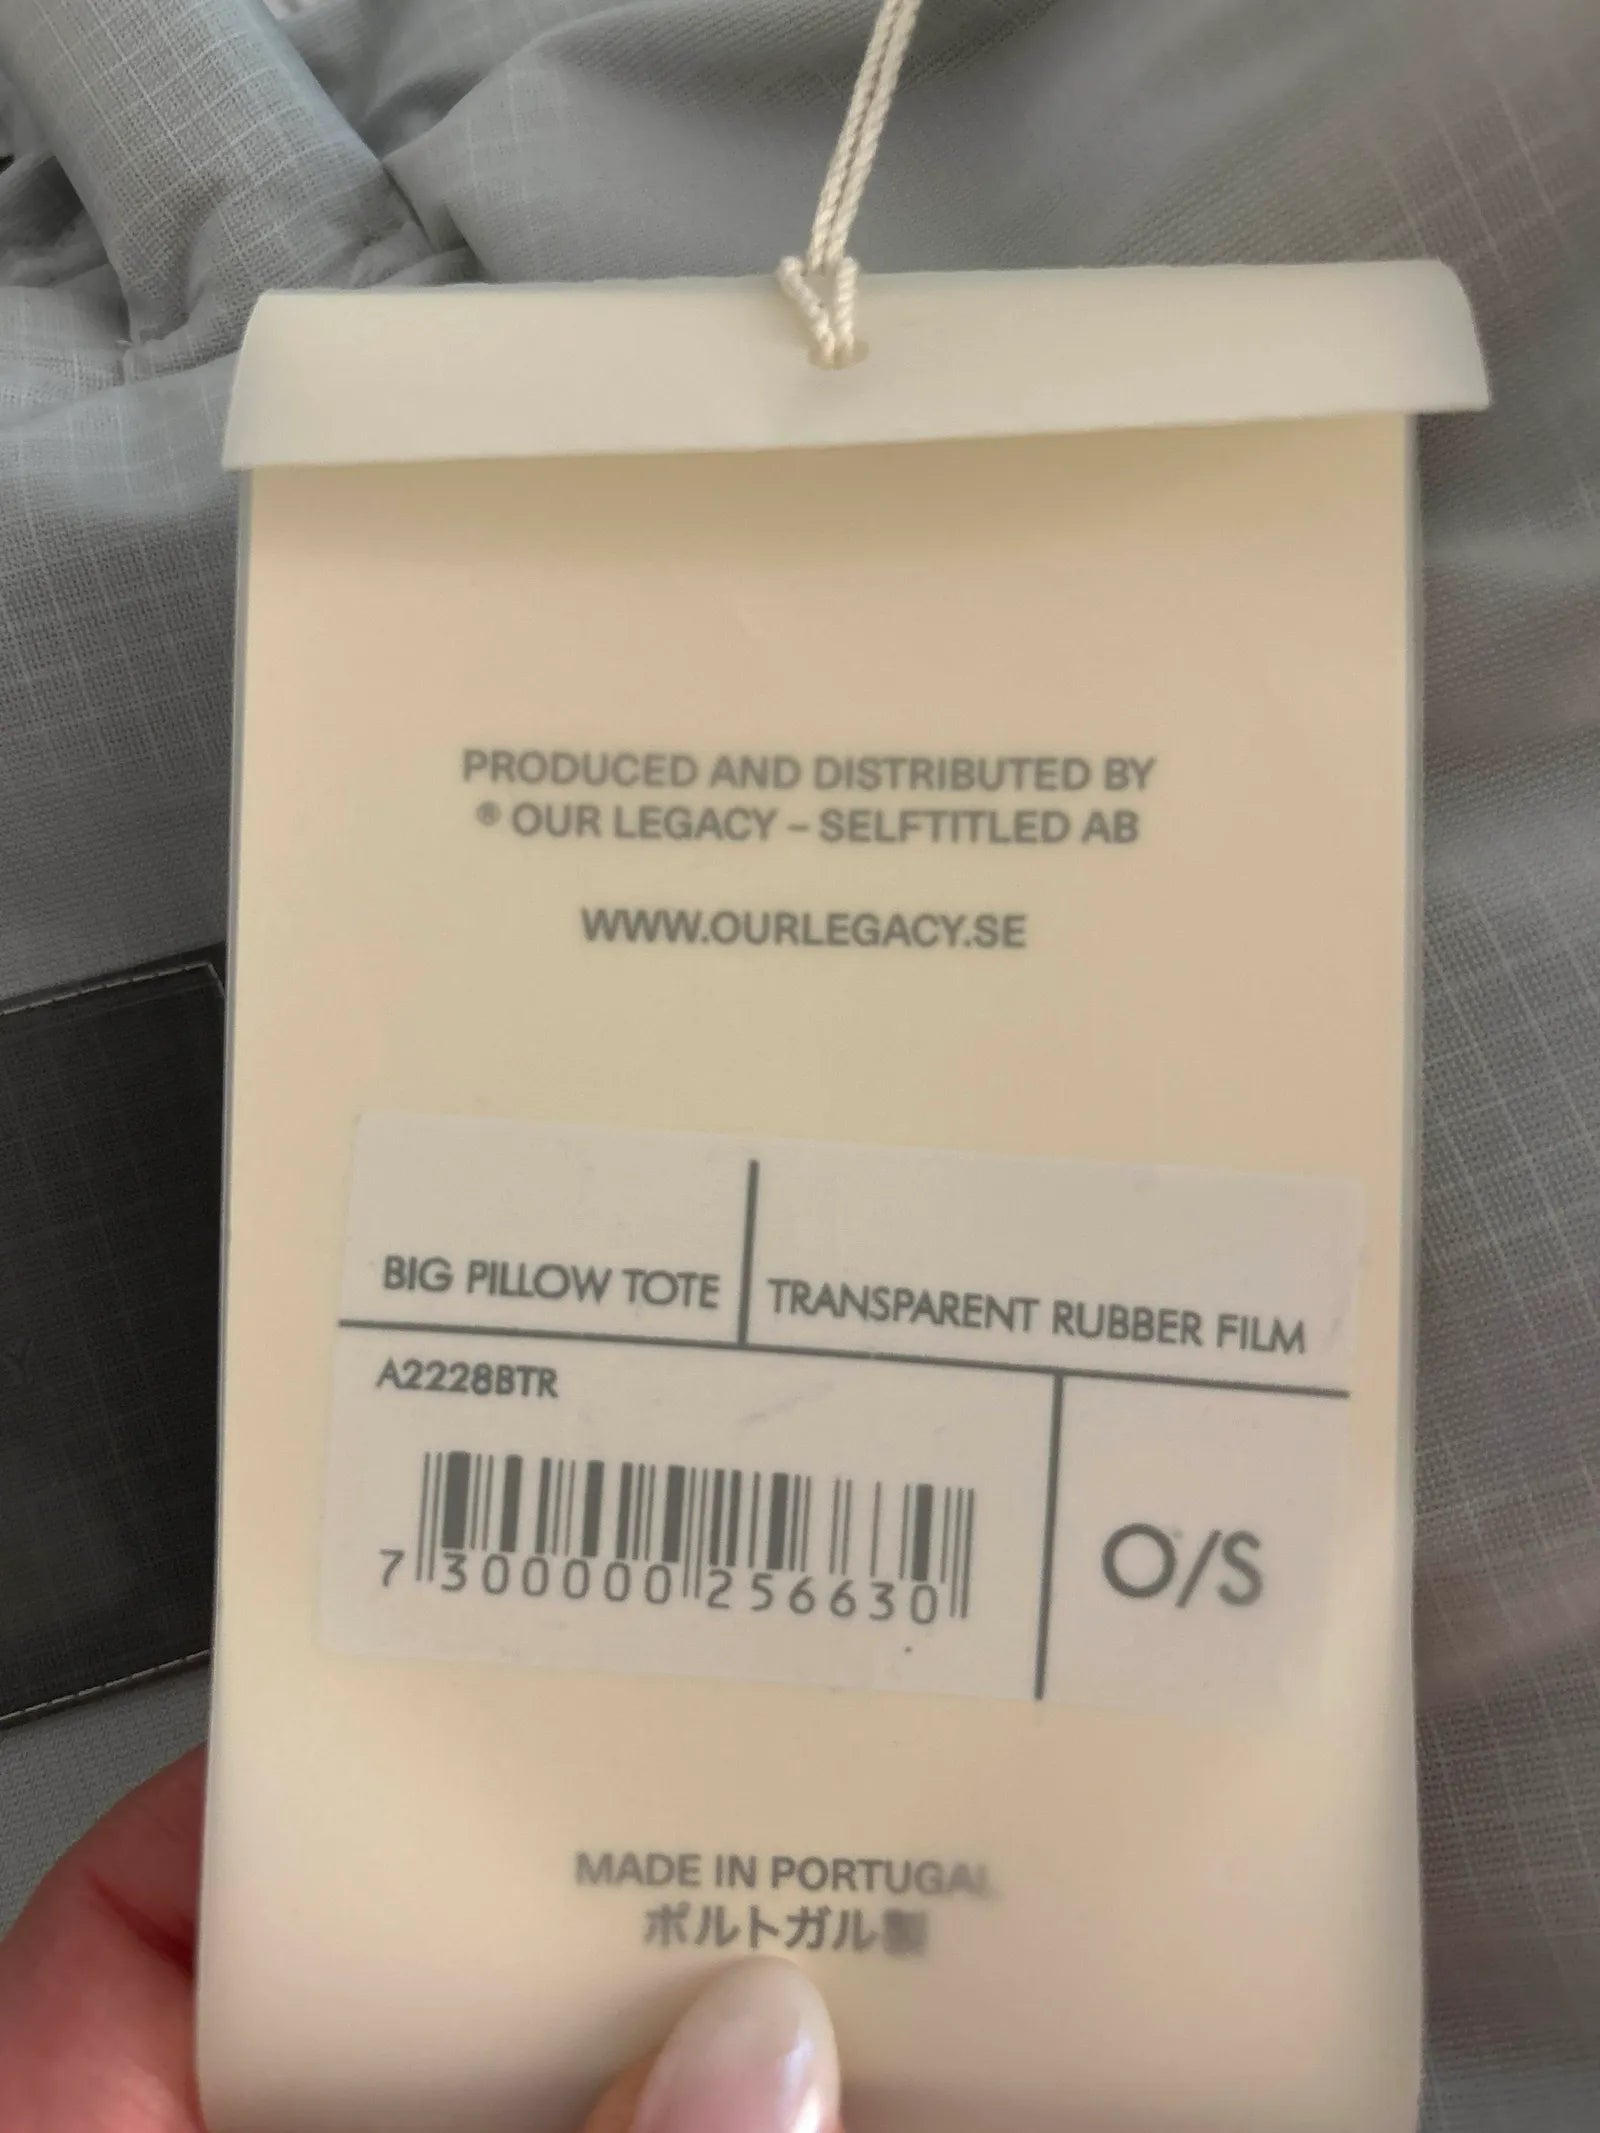 PRODUCED AND DISTRIBUTED BY
® OUR LEGACY – SELFTITLED AB
WWW.OURLEGACY.SE
BIG PILLOW TOTE
TRANSPARENT RUBBER FILM
A2228BTR
7 300000 256630
O/S
MADE IN PORTUGAL
ポルトガル製